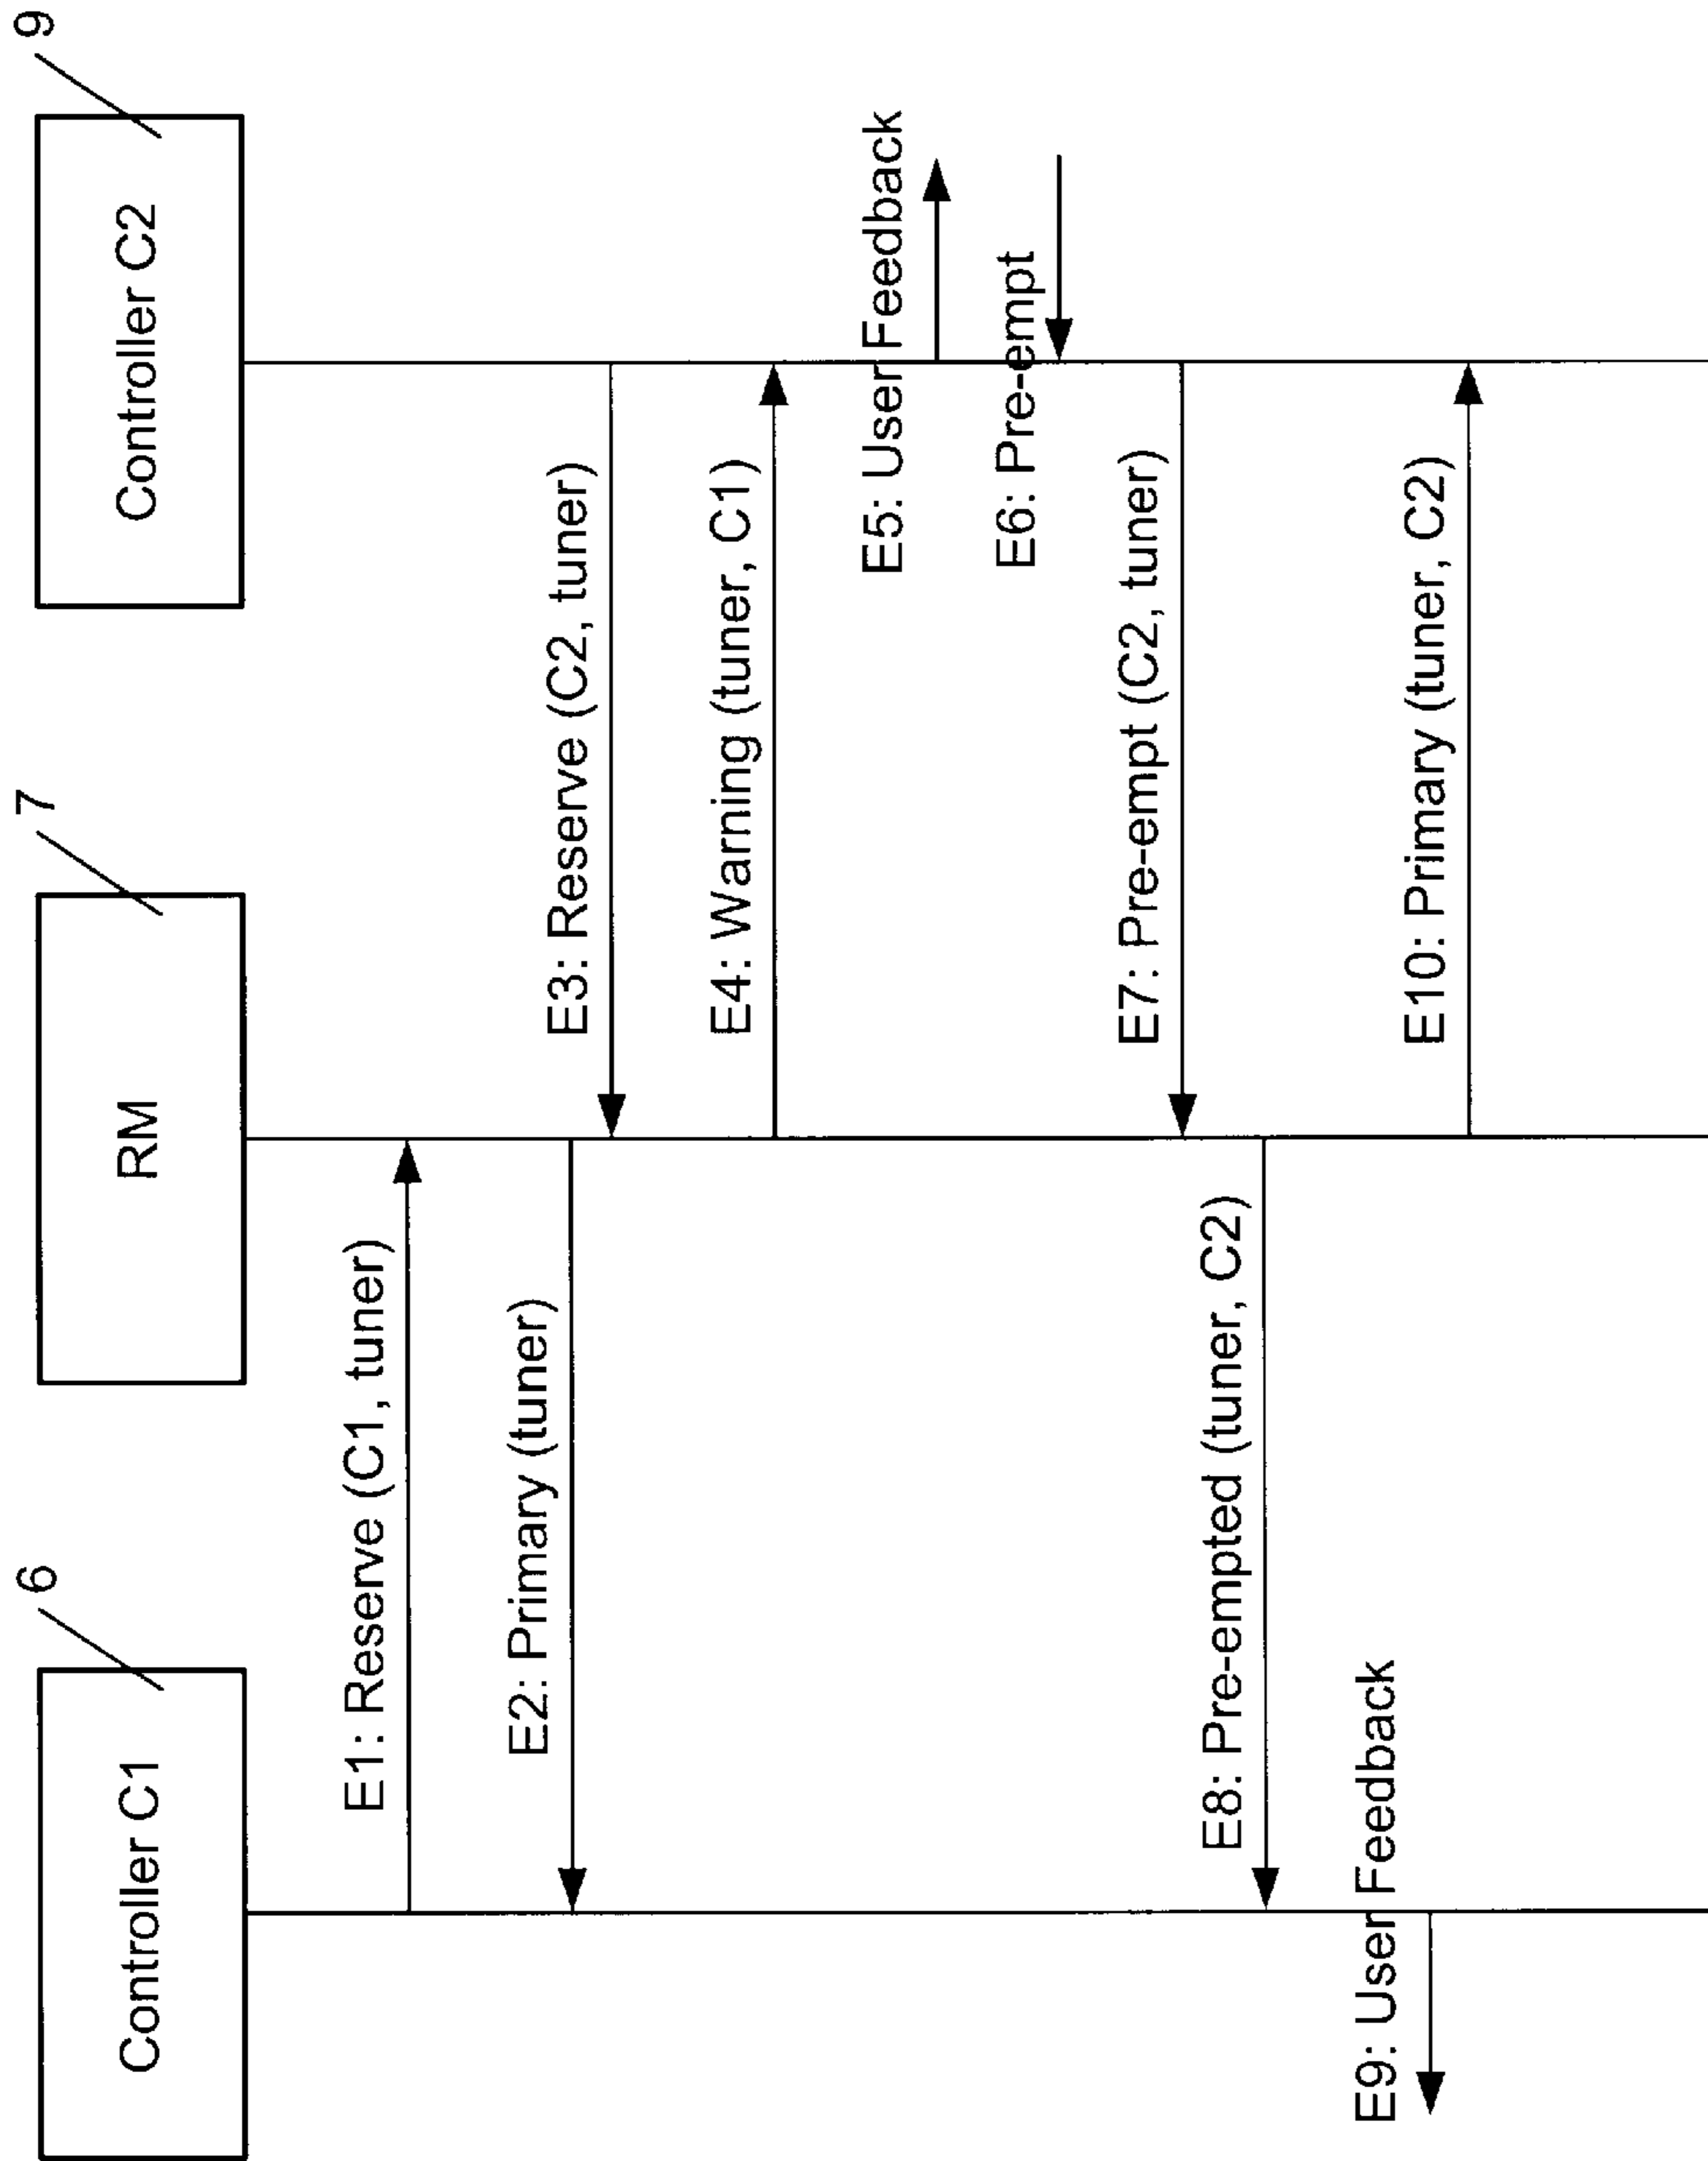 6
7
9
Controller C1
RM
Controller C2
E1: Reserve (C1, tuner)
E2: Primary (tuner)
E3: Reserve (C2, tuner)
E4: Warning (tuner, C1)
E5: User Feedback
E6: Pre-empt
E7: Pre-empt (C2, tuner)
E8: Pre-empted (tuner, C2)
E9: User Feedback
E10: Primary (tuner, C2)